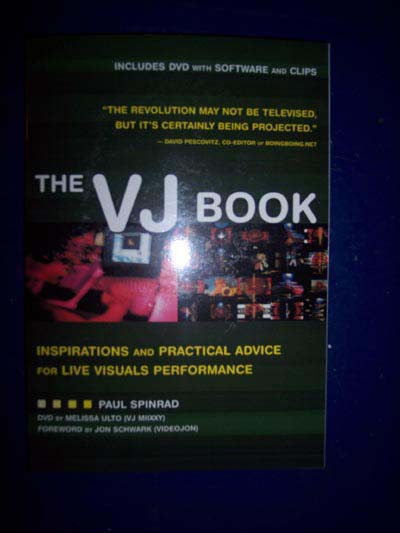 INCLUDES DVD WITH SOFTWARE AND CLIPS
"THE REVOLUTION MAY NOT BE TELEVISED,
BUT IT'S CERTAINLY BEING PROJECTED."
— DAVID PESCOVITZ, CO-EDITOR OF BOINGBOING.NET
THE VJ BOOK
INSPIRATIONS AND PRACTICAL ADVICE
FOR LIVE VISUALS PERFORMANCE
PAUL SPINRAD
DVD BY MELISSA ULTO (VJ MIIXXY)
FOREWORD BY JON SCHWARK (VIDEOJON)